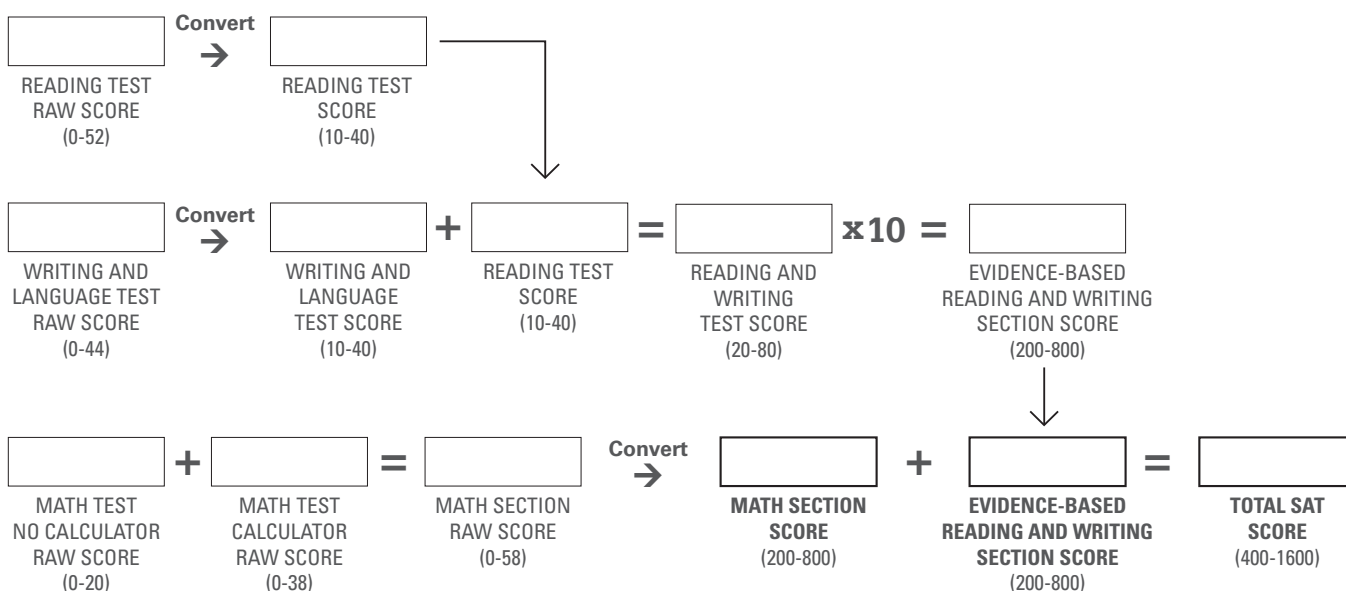 Convert
→
READING TEST
RAW SCORE
(0-52)
READING TEST
SCORE
(10-40)
Convert
→
+
=
x10 =
WRITING AND
LANGUAGE TEST
RAW SCORE
(0-44)
WRITING AND
LANGUAGE
TEST SCORE
(10-40)
READING TEST
SCORE
(10-40)
READING AND
WRITING
TEST SCORE
(20-80)
EVIDENCE-BASED
READING AND WRITING
SECTION SCORE
(200-800)
+
=
Convert
→
+
=
MATH TEST
NO CALCULATOR
RAW SCORE
(0-20)
MATH TEST
CALCULATOR
RAW SCORE
(0-38)
MATH SECTION
RAW SCORE
(0-58)
MATH SECTION
SCORE
(200-800)
EVIDENCE-BASED
READING AND WRITING
SECTION SCORE
(200-800)
TOTAL SAT
SCORE
(400-1600)